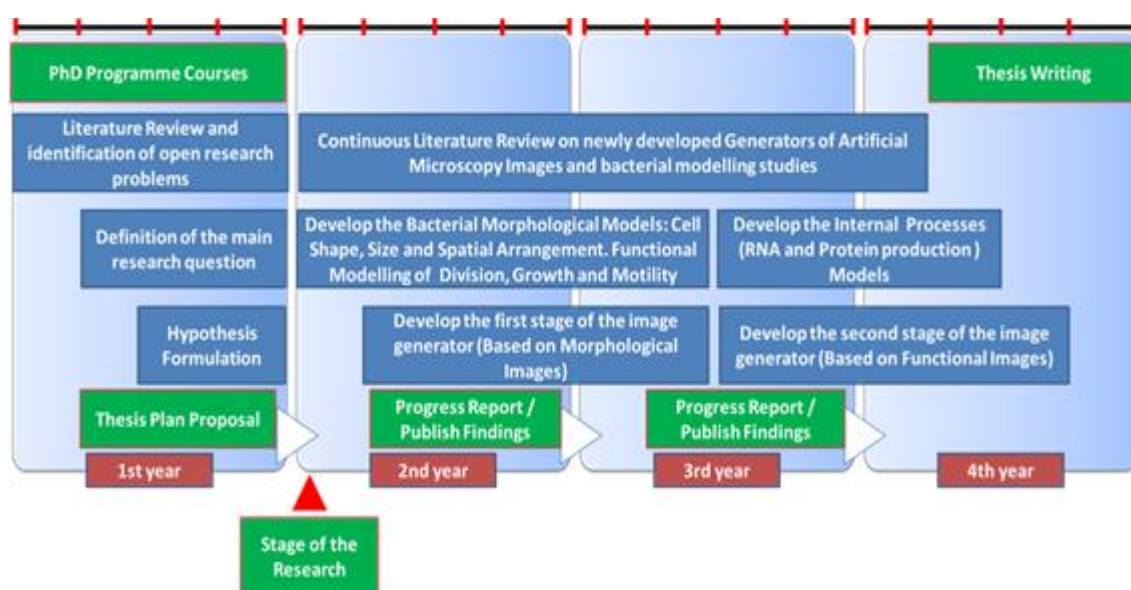 PhD Programme Courses
Thesis Writing
Literature Review and
identification of open research
problems
Continuous Literature Review on newly developed Generators of Artificial
Microscopy Images and bacterial modelling studies
Definition of the main
research question
Develop the Bacterial Morphological Models: Cell
Shape, Size and Spatial Arrangement. Functional
Modelling of Division, Growth and Motility
Develop the Internal Processes
(RNA and Protein production )
Models
Hypothesis
Formulation
Develop the first stage of the image
generator (Based on Morphological
Images)
Develop the second stage of the image
generator (Based on Functional Images)
Thesis Plan Proposal
Progress Report /
Publish Findings
Progress Report /
Publish Findings
1st year
2nd year
3rd year
4th year
Stage of the
Research